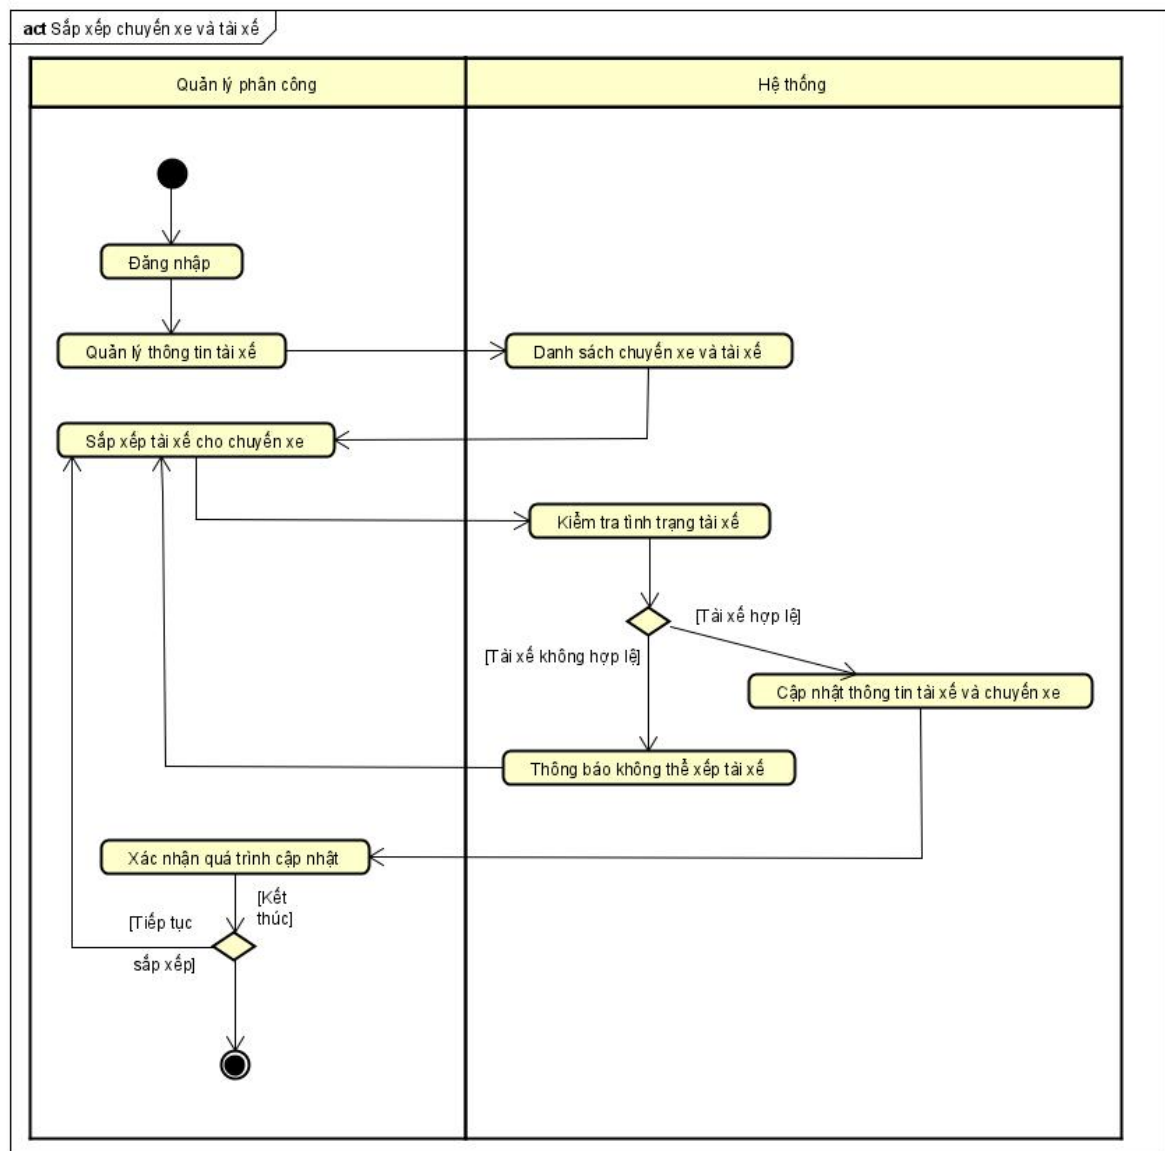 act Sắp xếp chuyến xe và tài xế
Quản lý phân công
Hệ thống
Đăng nhập
Quản lý thông tin tài xế
Danh sách chuyến xe và tài xế
Sắp xếp tài xế cho chuyến xe
Kiểm tra tình trạng tài xế
[Tài xế hợp lệ]
[Tài xế không hợp lệ]
Cập nhật thông tin tài xế và chuyến xe
Thông báo không thể xếp tài xế
Xác nhận quá trình cập nhật
[Kết
thúc]
[Tiếp tục
sắp xếp]